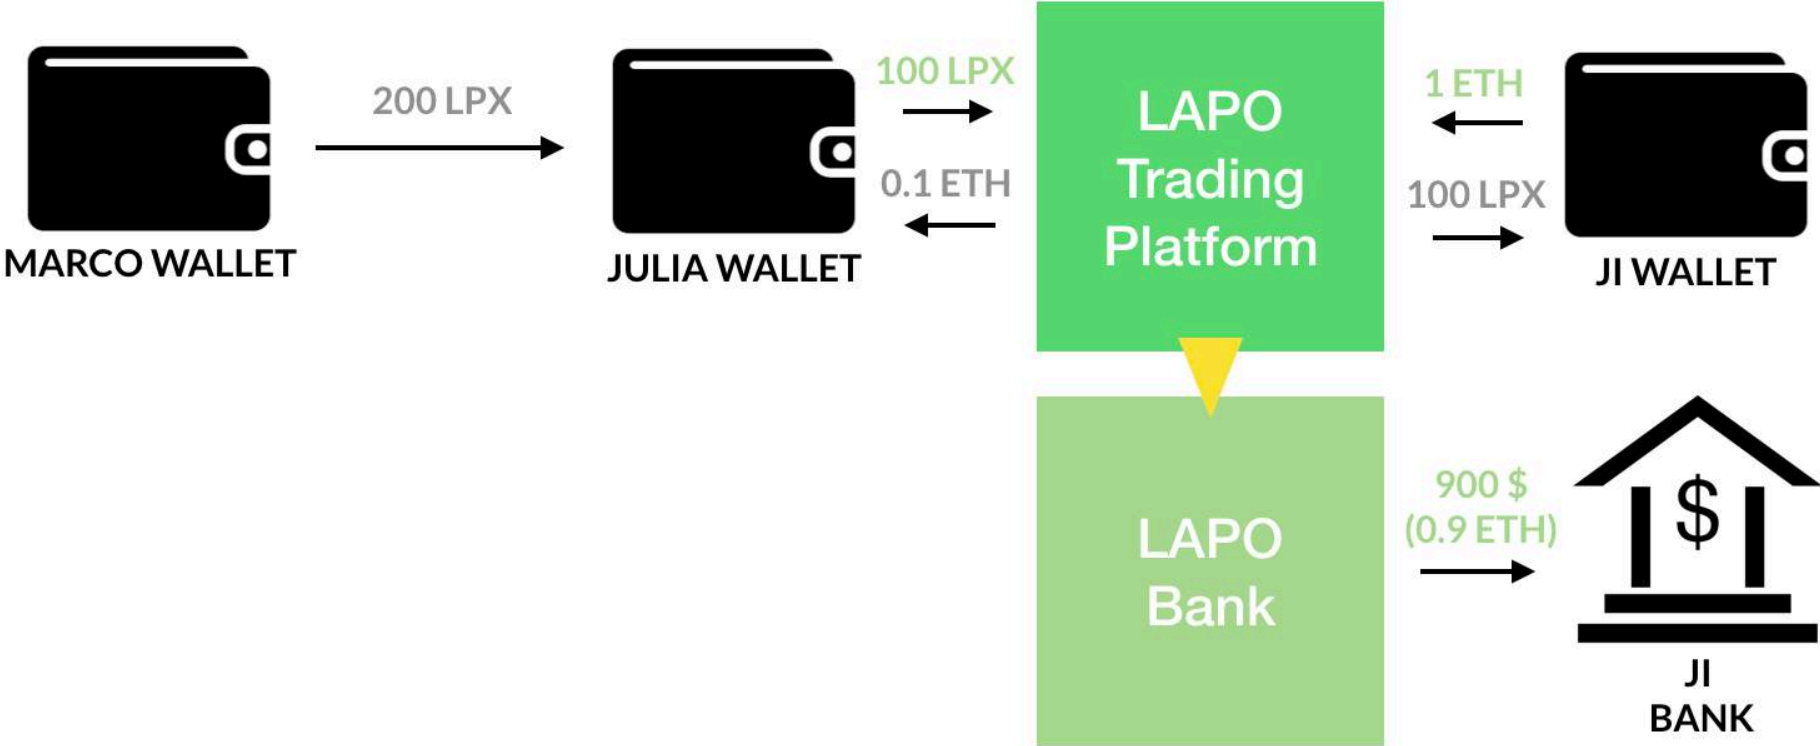 200 LPX
MARCO WALLET
100 LPX
0.1 ETH
JULIA WALLET
LAPO
Trading
Platform
1 ETH
100 LPX
JI WALLET
LAPO
Bank
900 $
(0.9 ETH)
$
JI
BANK